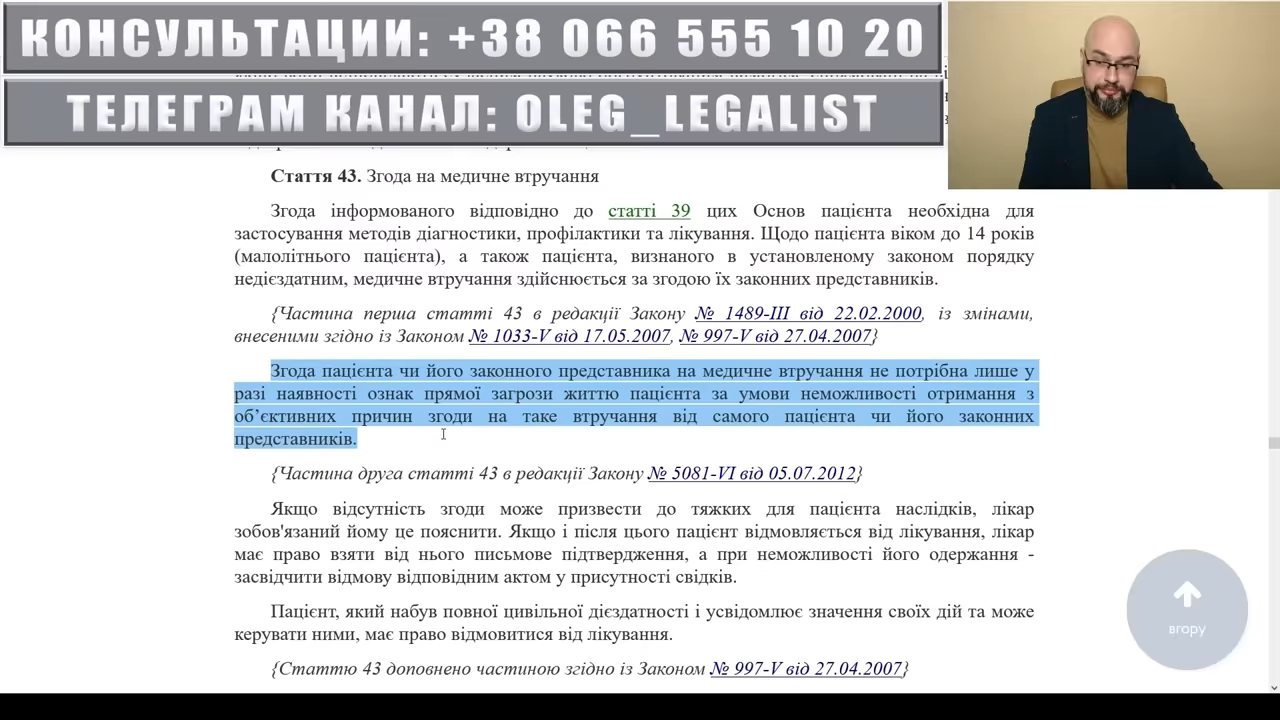 КОНСУЛЬТАЦИИ: +38 066 555 10 20
ТЕЛЕГРАМ КАНАЛ: OLEG_LEGALIST
Стаття 43. Згода на медичне втручання
Згода інформованого відповідно до статті 39 цих Основ пацієнта необхідна для
застосування методів діагностики, профілактики та лікування. Щодо пацієнта віком до 14 років
(малолітнього пацієнта), а також пацієнта, визнаного в установленому законом порядку
недієздатним, медичне втручання здійснюється за згодою їх законних представників.
{Частина перша статті 43 в редакції Закону № 1489-III від 22.02.2000, із змінами,
внесеними згідно із Законом № 1033-V від 17.05.2007, № 997-V від 27.04.2007}
Згода пацієнта чи його законного представника на медичне втручання не потрібна лише у
разі наявності ознак прямої загрози життю пацієнта за умови неможливості отримання з
об’єктивних причин згоди на таке втручання від самого пацієнта чи його законних
представників.
{Частина друга статті 43 в редакції Закону № 5081-VI від 05.07.2012}
Якщо відсутність згоди може призвести до тяжких для пацієнта наслідків, лікар
зобов'язаний йому це пояснити. Якщо і після цього пацієнт відмовляється від лікування, лікар
має право взяти від нього письмове підтвердження, а при неможливості його одержання -
засвідчити відмову відповідним актом у присутності свідків.
Пацієнт, який набув повної цивільної дієздатності і усвідомлює значення своїх дій та може
керувати ними, має право відмовитися від лікування.
{Статтю 43 доповнено частиною згідно із Законом № 997-V від 27.04.2007}
вгору